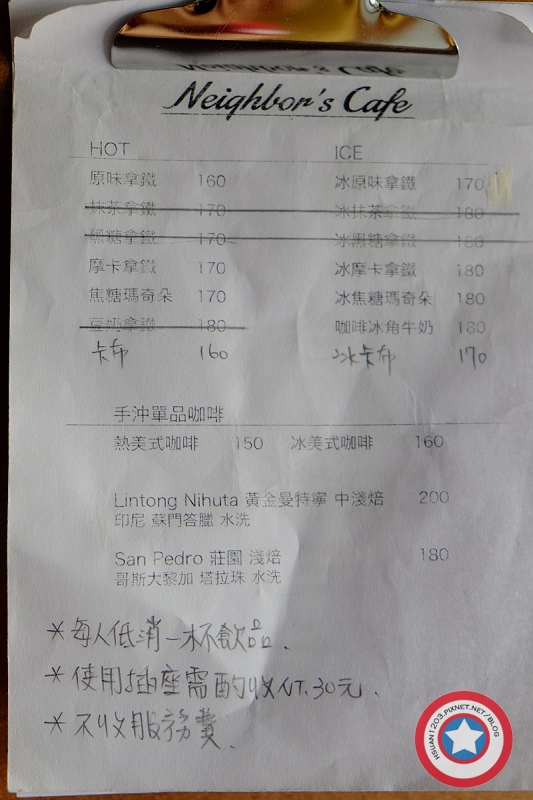 Neighbor's Cafe
HOT ICE
原味拿鐵 160 冰原味拿鐵 170
抹茶拿鐵 170 冰抹茶拿鐵 180
黑糖拿鐵 170 冰黑糖拿鐵 180
摩卡拿鐵 170 冰摩卡拿鐵 180
焦糖瑪奇朵 170 冰焦糖瑪奇朵 180
豆奶拿鐵 180 咖啡冰角牛奶 180
卡布 160 冰卡布 170
手沖單品咖啡
熱美式咖啡 150 冰美式咖啡 160
Lintong Nihuta 黃金曼特寧 中淺焙 200
印尼 蘇門答臘 水洗
San Pedro 莊園 淺焙 180
哥斯大黎加 塔拉珠 水洗
*每人低消一杯飲品.
*使用插座需酌收NT.30元.
*不收服務費.
HSUAN1203.PIXNET.NET/BLOG